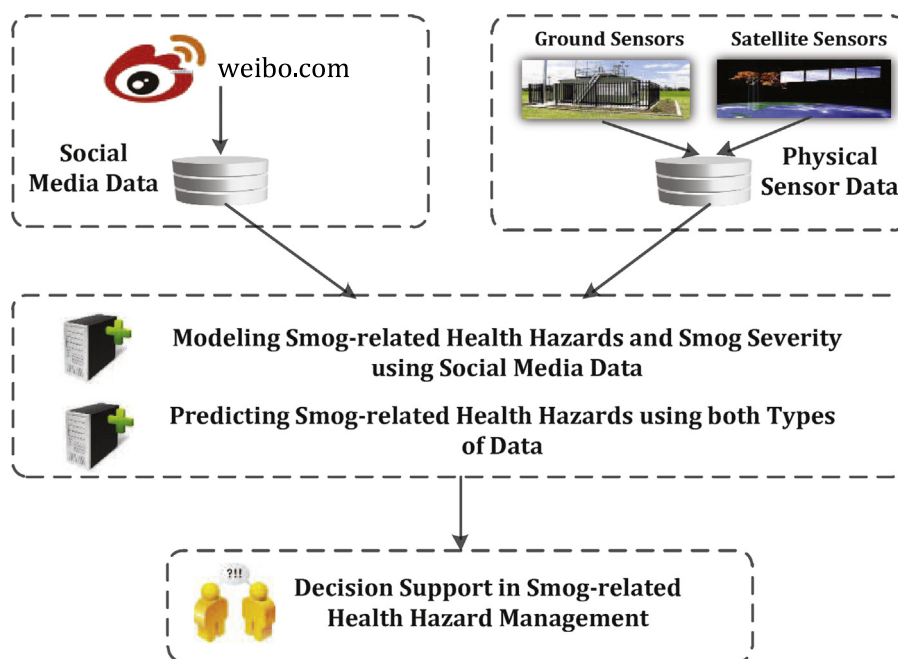 weibo.com
Social
Media Data
Ground Sensors
Satellite Sensors
Physical
Sensor Data
Modeling Smog-related Health Hazards and Smog Severity
using Social Media Data
Predicting Smog-related Health Hazards using both Types
of Data
?!!
Decision Support in Smog-related
Health Hazard Management